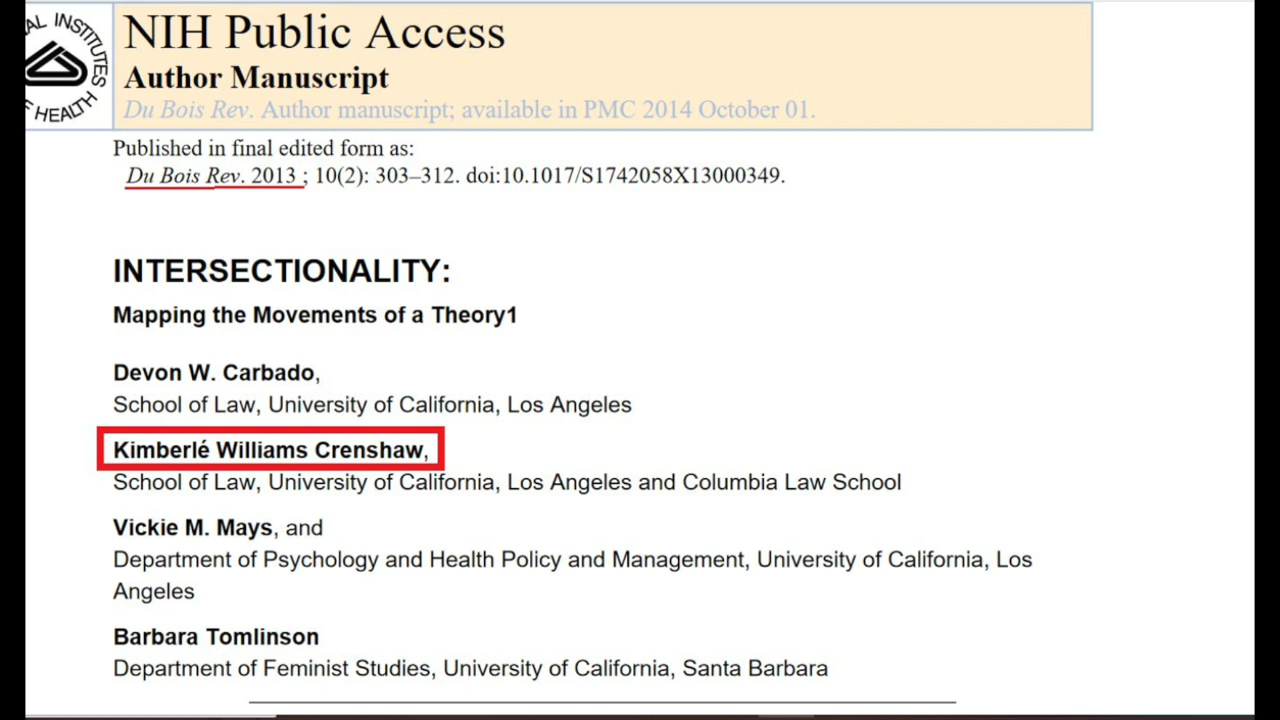 NIH Public Access
Author Manuscript
Du Bois Rev. Author manuscript; available in PMC 2014 October 01.
AL INSTITUTES
OF HEALTH
Published in final edited form as:
Du Bois Rev. 2013 ; 10(2): 303–312. doi:10.1017/S1742058X13000349.
INTERSECTIONALITY:
Mapping the Movements of a Theory1
Devon W. Carbado,
School of Law, University of California, Los Angeles
Kimberlé Williams Crenshaw,
School of Law, University of California, Los Angeles and Columbia Law School
Vickie M. Mays, and
Department of Psychology and Health Policy and Management, University of California, Los
Angeles
Barbara Tomlinson
Department of Feminist Studies, University of California, Santa Barbara